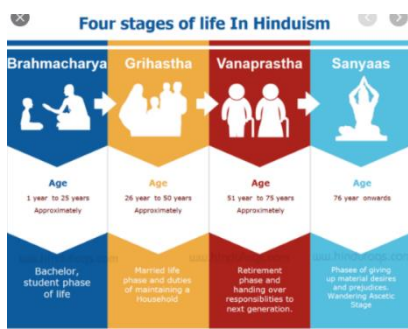 Four stages of life In Hinduism
Brahmacharya
Grihastha
Vanaprastha
Sanyaas
Age
1 year to 25 years
Approximately
Age
26 year to 50 years
Approximately
Age
51 year to 75 years
Approximately
Age
76 year onwards
Bachelor,
student phase
of life
Married life
phase and duties
of maintaining a
Household
Retirement
phase and
handing over
responsiblities to
next generation.
Phases of giving
up material desires
and prejudices.
Wandering Ascetic
Stage